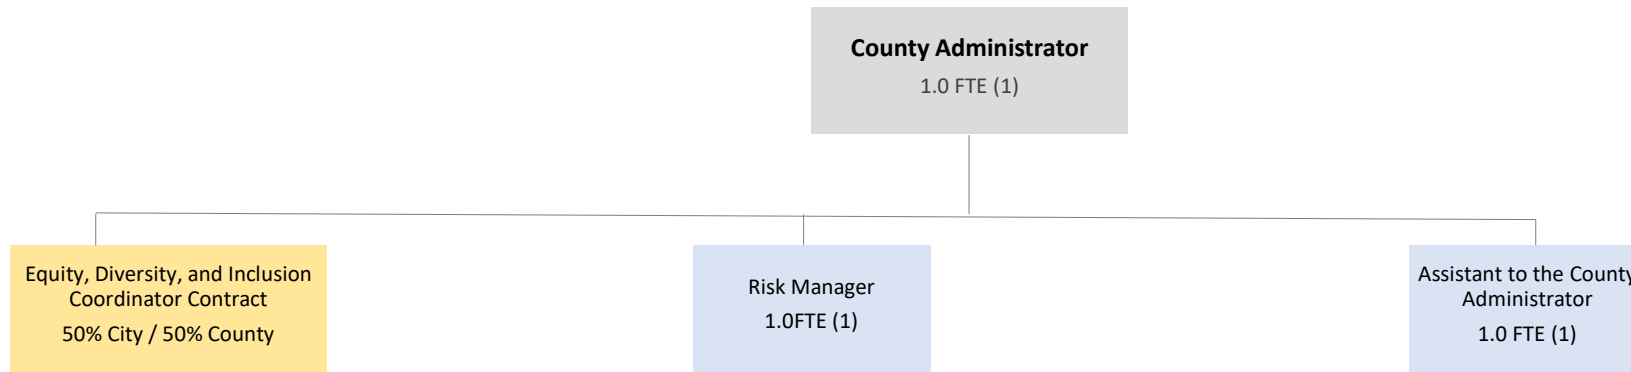 County Administrator
1.0 FTE (1)
Equity, Diversity, and Inclusion
Coordinator Contract
50% City / 50% County
Risk Manager
1.0FTE (1)
Assistant to the County
Administrator
1.0 FTE (1)